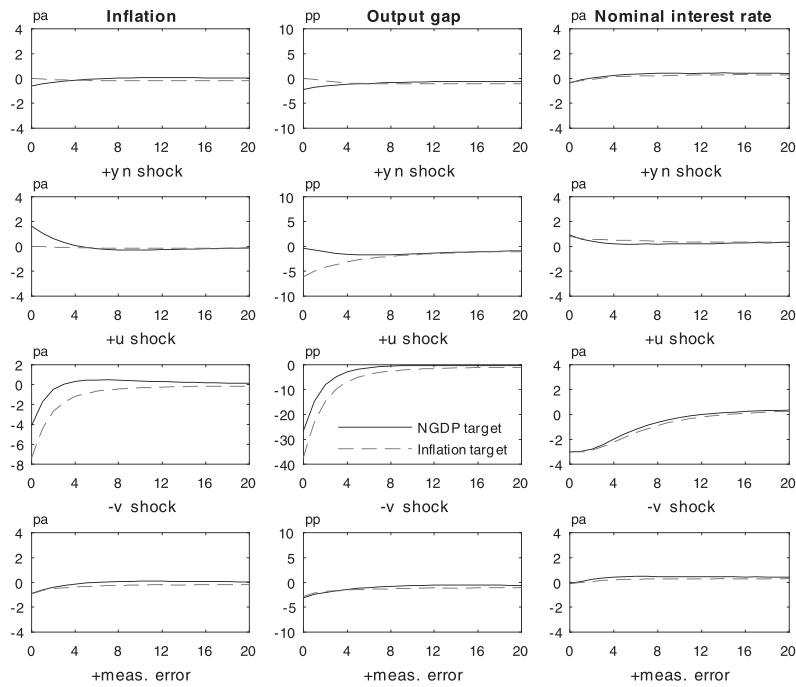 pa Inflation pp Output gap pa Nominal interest rate
4 10 4
2 5 2
0 0 0
-2 -5 -2
-4 -10 -4
0 4 8 12 16 20 0 4 8 12 16 20 0 4 8 12 16 20
+y n shock +y n shock +y n shock
pa pp pa
4 10 4
2 5 2
0 0 0
-2 -5 -2
-4 -10 -4
0 4 8 12 16 20 0 4 8 12 16 20 0 4 8 12 16 20
+u shock +u shock +u shock
pa pp pa
2 0 4
0 -10 2
-2 -20 0
-4 -30 -2
-6 -40 -4
-8
NGDP target
Inflation target
0 4 8 12 16 20 0 4 8 12 16 20 0 4 8 12 16 20
-v shock -v shock -v shock
pa pp pa
4 10 4
2 5 2
0 0 0
-2 -5 -2
-4 -10 -4
0 4 8 12 16 20 0 4 8 12 16 20 0 4 8 12 16 20
+meas. error +meas. error +meas. error